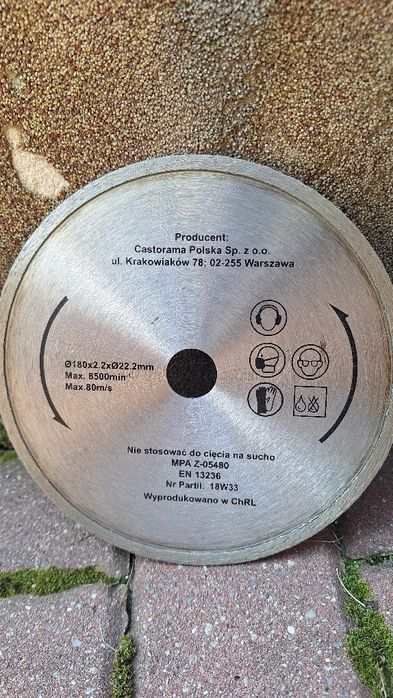 Producent:
Castorama Polska Sp. z o.o.
ul. Krakowiaków 78; 02-255 Warszawa
Ø180x2.2xØ22.2mm
Max. 8500min⁻¹
Max.80m/s
Nie stosować do cięcia na sucho
MPA Z-05480
EN 13236
Nr Partii: 18W33
Wyprodukowano w ChRL